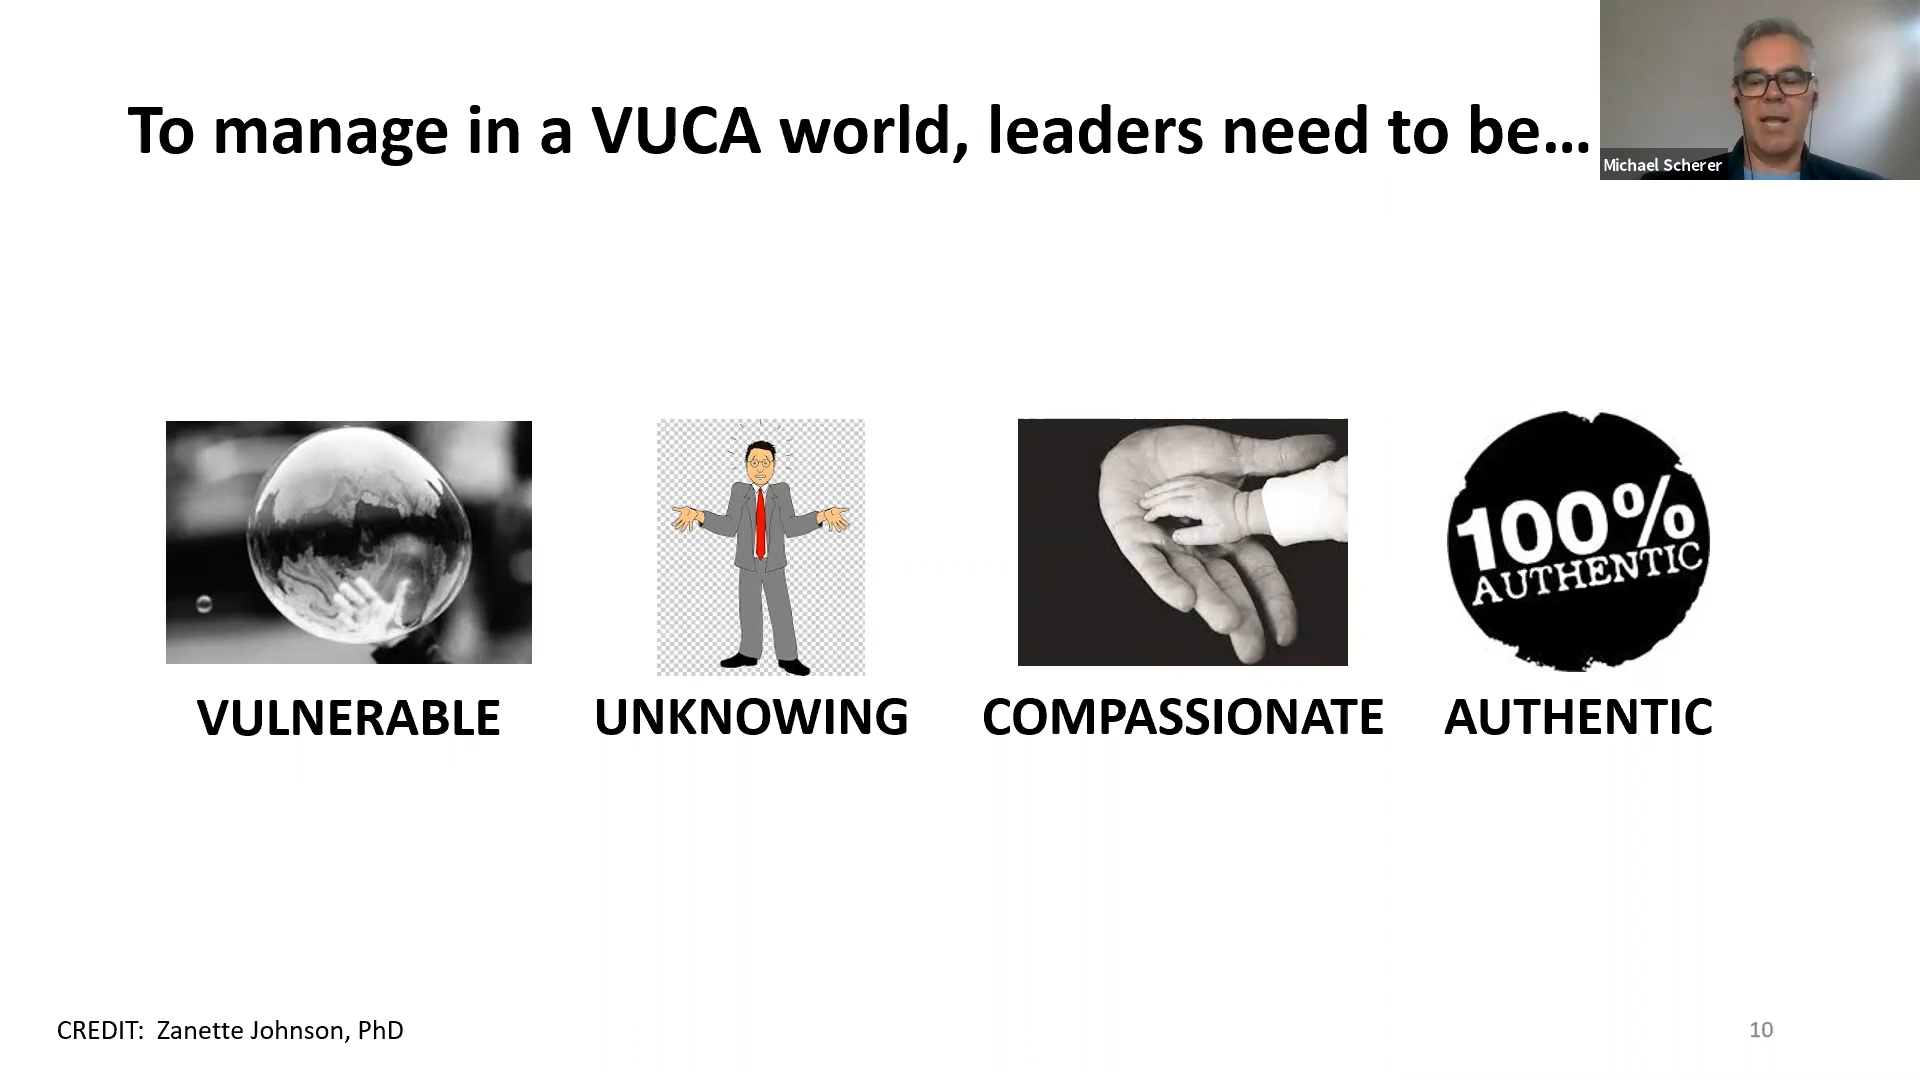 To manage in a VUCA world, leaders need to be...
Michael Scherer
100%
AUTHENTIC
VULNERABLE
UNKNOWING
COMPASSIONATE
AUTHENTIC
CREDIT: Zanette Johnson, PhD
10